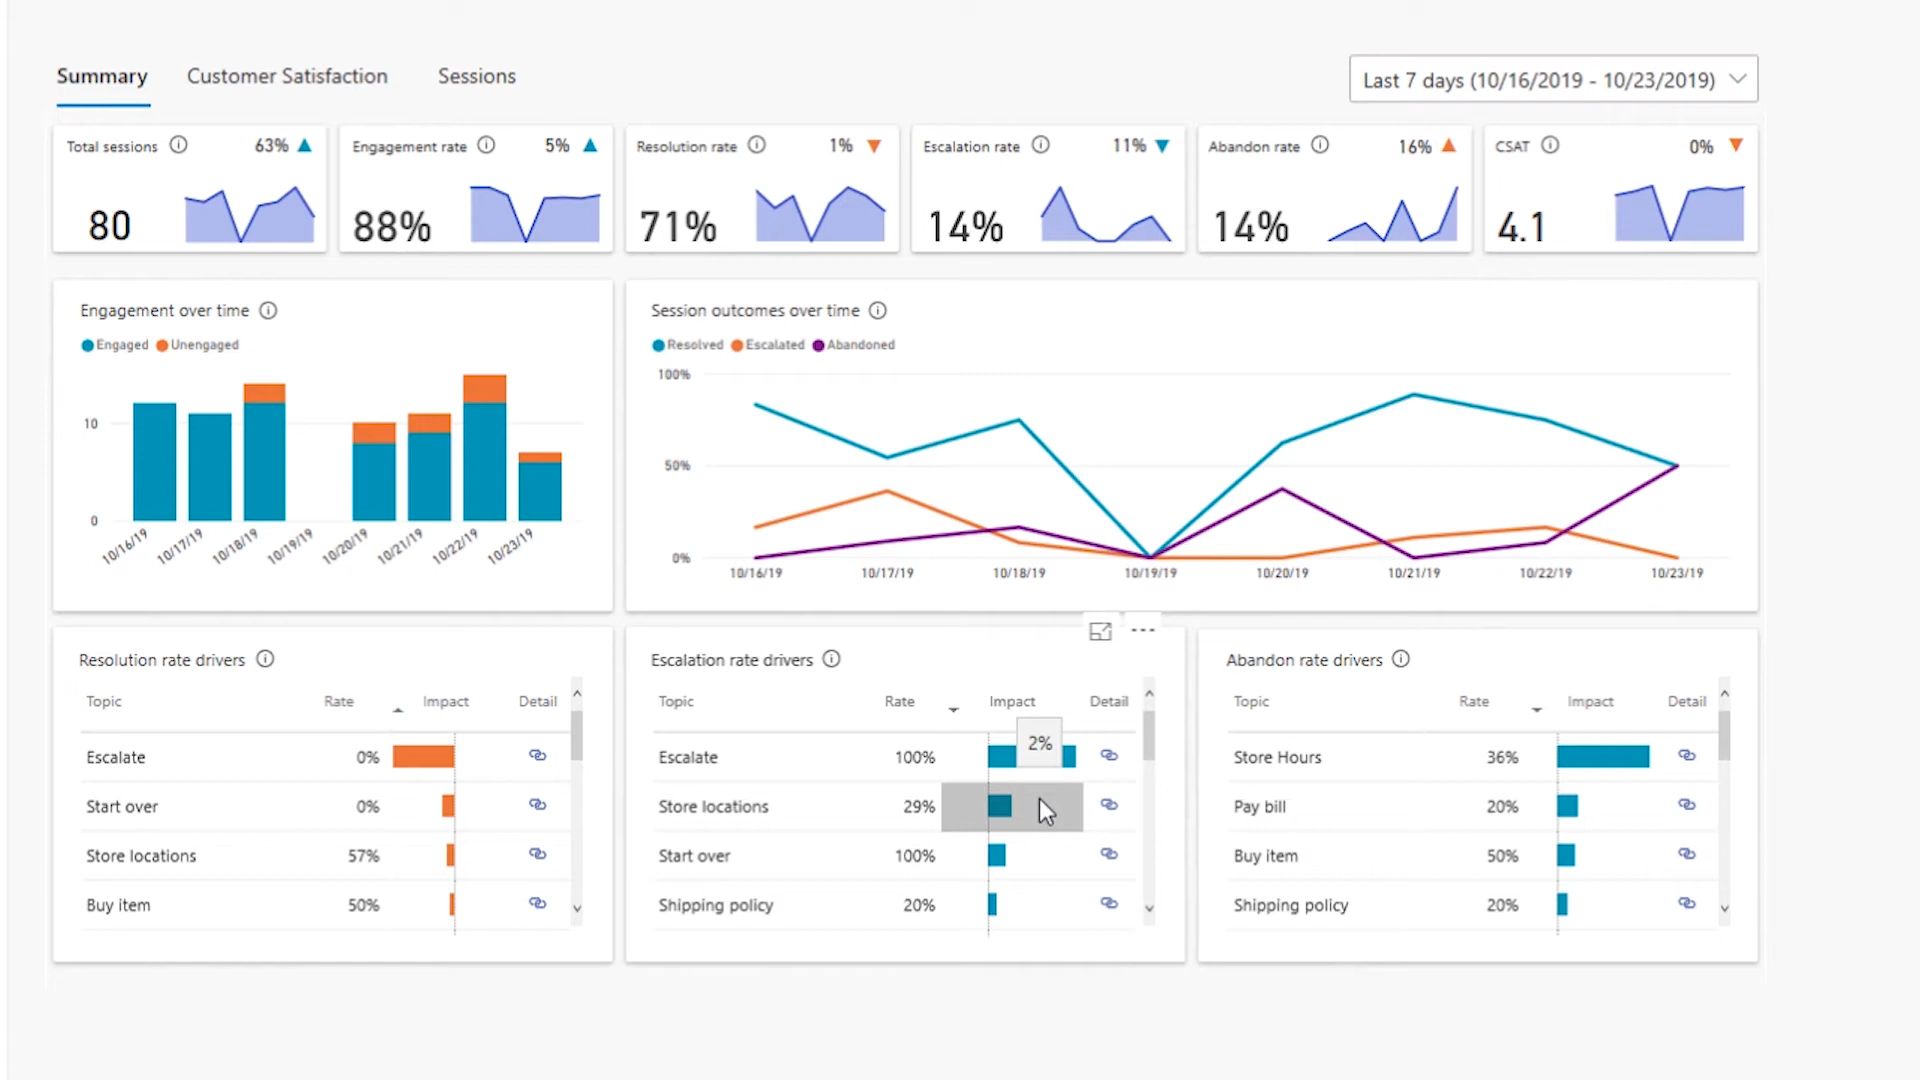 Summary Customer Satisfaction Sessions
Last 7 days (10/16/2019 - 10/23/2019)
Total sessions 63%
80
Engagement rate 5%
88%
Resolution rate 1%
71%
Escalation rate 11%
14%
Abandon rate 16%
14%
CSAT 0%
4.1
Engagement over time
Engaged Unengaged
10
0
10/16/19 10/17/19 10/18/19 10/19/19 10/20/19 10/21/19 10/22/19 10/23/19
Session outcomes over time
Resolved Escalated Abandoned
100%
50%
0%
10/16/19 10/17/19 10/18/19 10/19/19 10/20/19 10/21/19 10/22/19 10/23/19
Resolution rate drivers
Topic Rate Impact Detail
Escalate 0%
Start over 0%
Store locations 57%
Buy item 50%
Escalation rate drivers
Topic Rate Impact Detail
2%
Escalate 100%
Store locations 29%
Start over 100%
Shipping policy 20%
Abandon rate drivers
Topic Rate Impact Detail
Store Hours 36%
Pay bill 20%
Buy item 50%
Shipping policy 20%